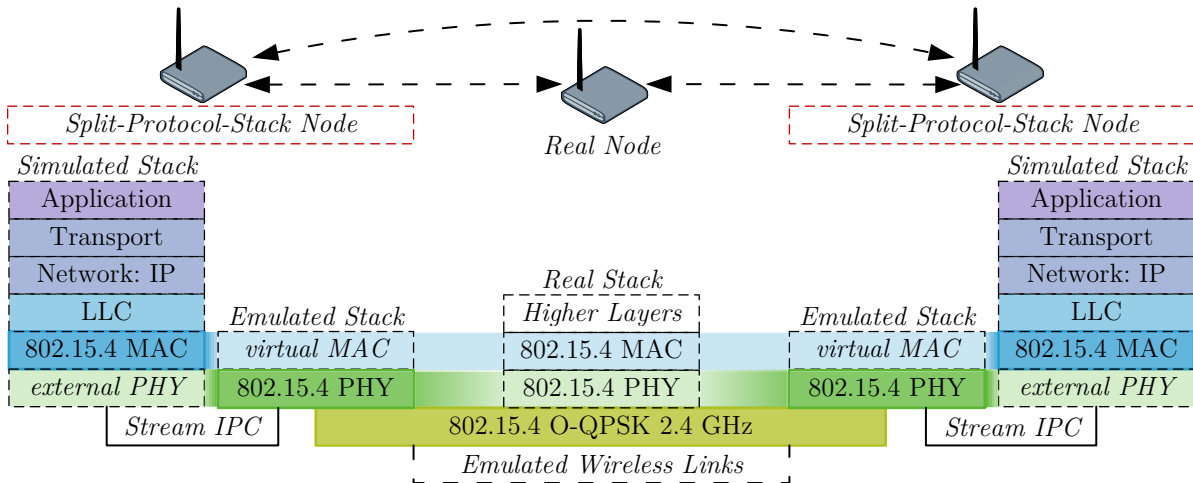 Split-Protocol-Stack Node
Real Node
Split-Protocol-Stack Node
Simulated Stack
Application
Transport
Network: IP
LLC
802.15.4 MAC
external PHY
Emulated Stack
virtual MAC
802.15.4 PHY
Stream IPC
Real Stack
Higher Layers
802.15.4 MAC
802.15.4 PHY
802.15.4 O-QPSK 2.4 GHz
Emulated Wireless Links
Emulated Stack
virtual MAC
802.15.4 PHY
Simulated Stack
Application
Transport
Network: IP
LLC
802.15.4 MAC
external PHY
Stream IPC